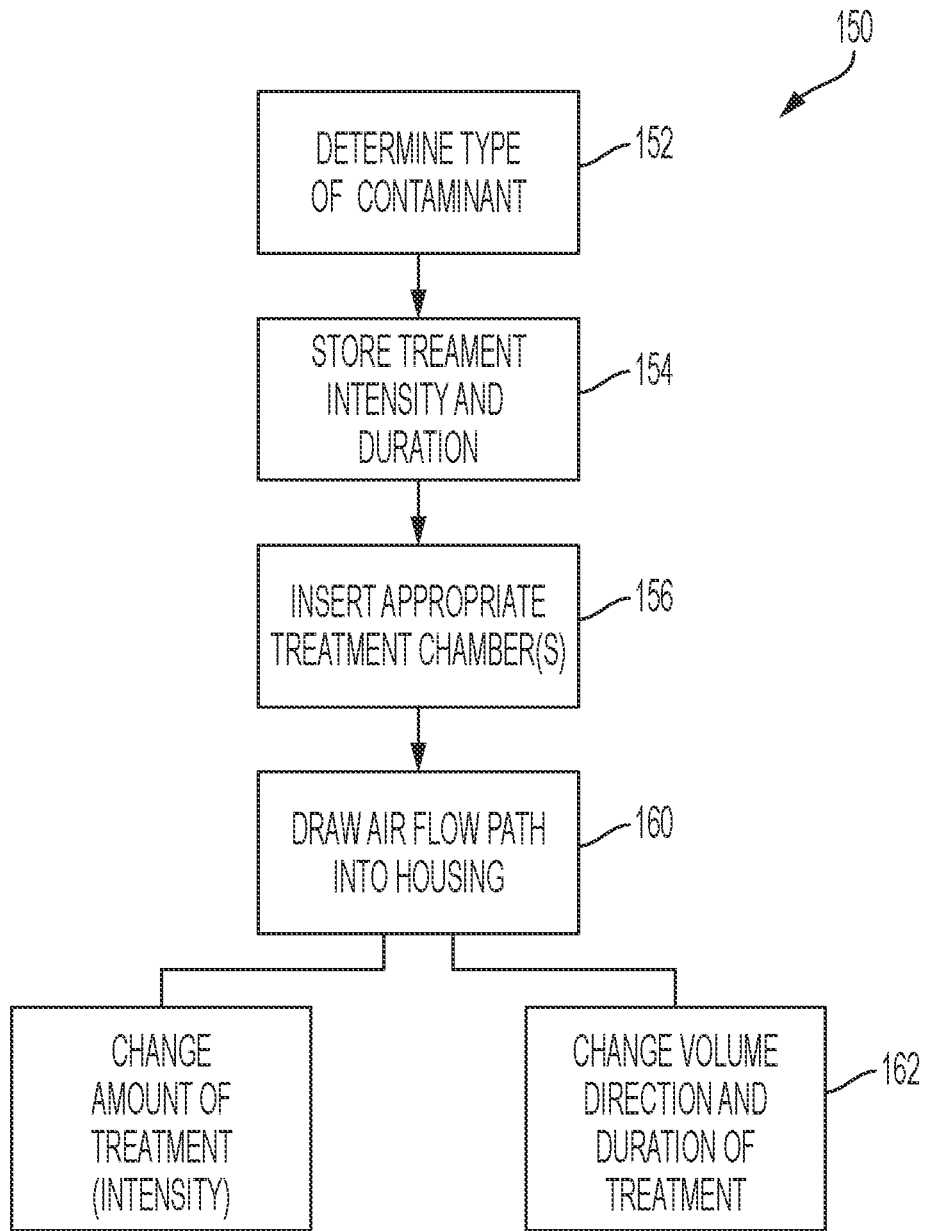 150
DETERMINE TYPE
OF CONTAMINANT
152
STORE TREAMENT
INTENSITY AND
DURATION
154
INSERT APPROPRIATE
TREATMENT CHAMBER(S)
156
DRAW AIR FLOW PATH
INTO HOUSING
160
CHANGE
AMOUNT OF
TREATMENT
(INTENSITY)
CHANGE VOLUME
DIRECTION AND
DURATION OF
TREATMENT
162